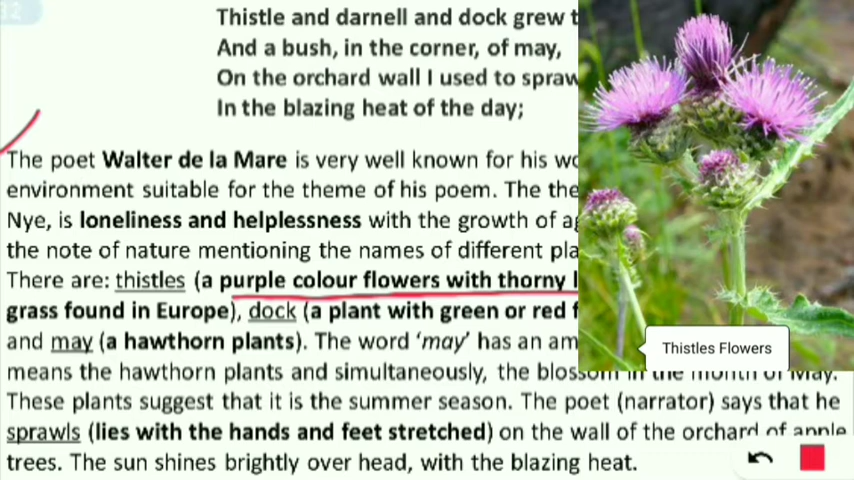 32
Thistle and darnell and dock grew t
And a bush, in the corner, of may,
On the orchard wall I used to spraw
In the blazing heat of the day;
The poet Walter de la Mare is very well known for his wo
environment suitable for the theme of his poem. The the
Nye, is loneliness and helplessness with the growth of ag
the note of nature mentioning the names of different pla
There are: thistles (a purple colour flowers with thorny l
grass found in Europe), dock (a plant with green or red f
and may (a hawthorn plants). The word 'may' has an am
Thistles Flowers
means the hawthorn plants and simultaneously, the blossom in the month of May.
These plants suggest that it is the summer season. The poet (narrator) says that he
sprawls (lies with the hands and feet stretched) on the wall of the orchard of apple
trees. The sun shines brightly over head, with the blazing heat.